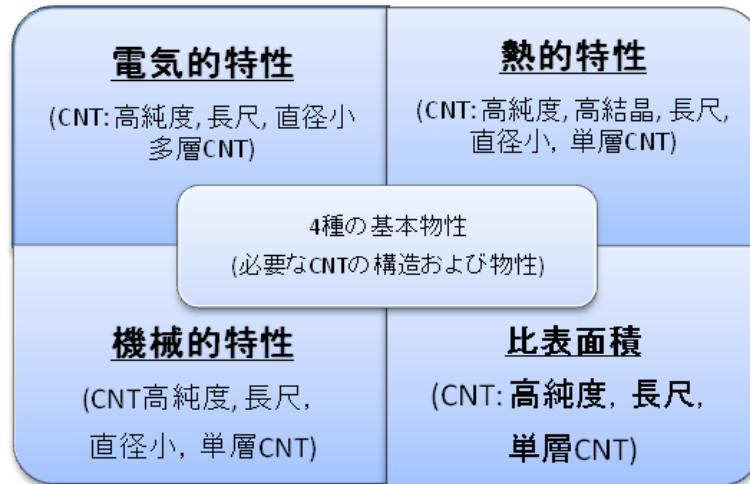 電気的特性
(CNT: 高純度, 長尺, 直径小
多層CNT)
熱的特性
(CNT: 高純度, 高結晶, 長尺,
直径小, 単層CNT)
4種の基本物性
(必要なCNTの構造および物性)
機械的特性
(CNT高純度, 長尺,
直径小, 単層CNT)
比表面積
(CNT: 高純度, 長尺,
単層CNT)